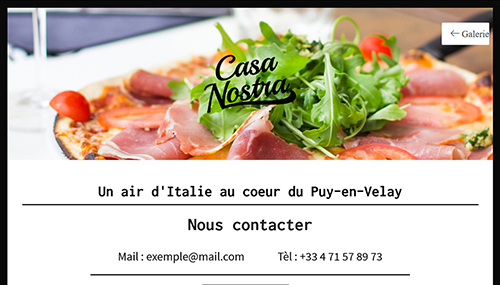 ← Galerie
Casa
Nostra
Un air d'Italie au coeur du Puy-en-Velay
Nous contacter
Mail : exemple@mail.com Tèl : +33 4 71 57 89 73